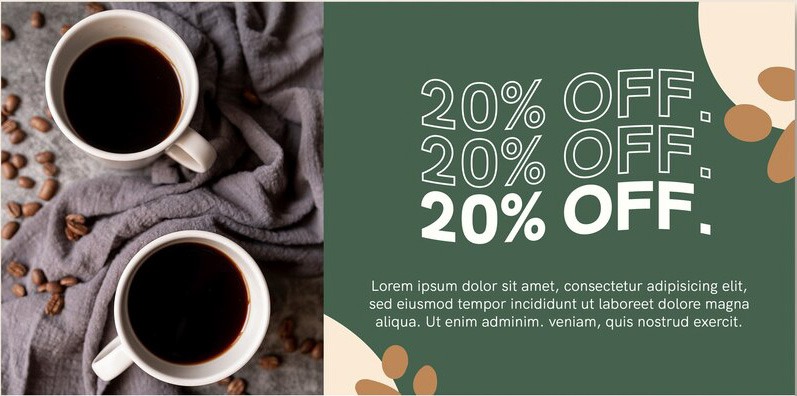 20% OFF.
20% OFF.
20% OFF.
Lorem ipsum dolor sit amet, consectetur adipisicing elit,
sed eiusmod tempor incididunt ut laboreet dolore magna
aliqua. Ut enim adminim. veniam, quis nostrud exercit.